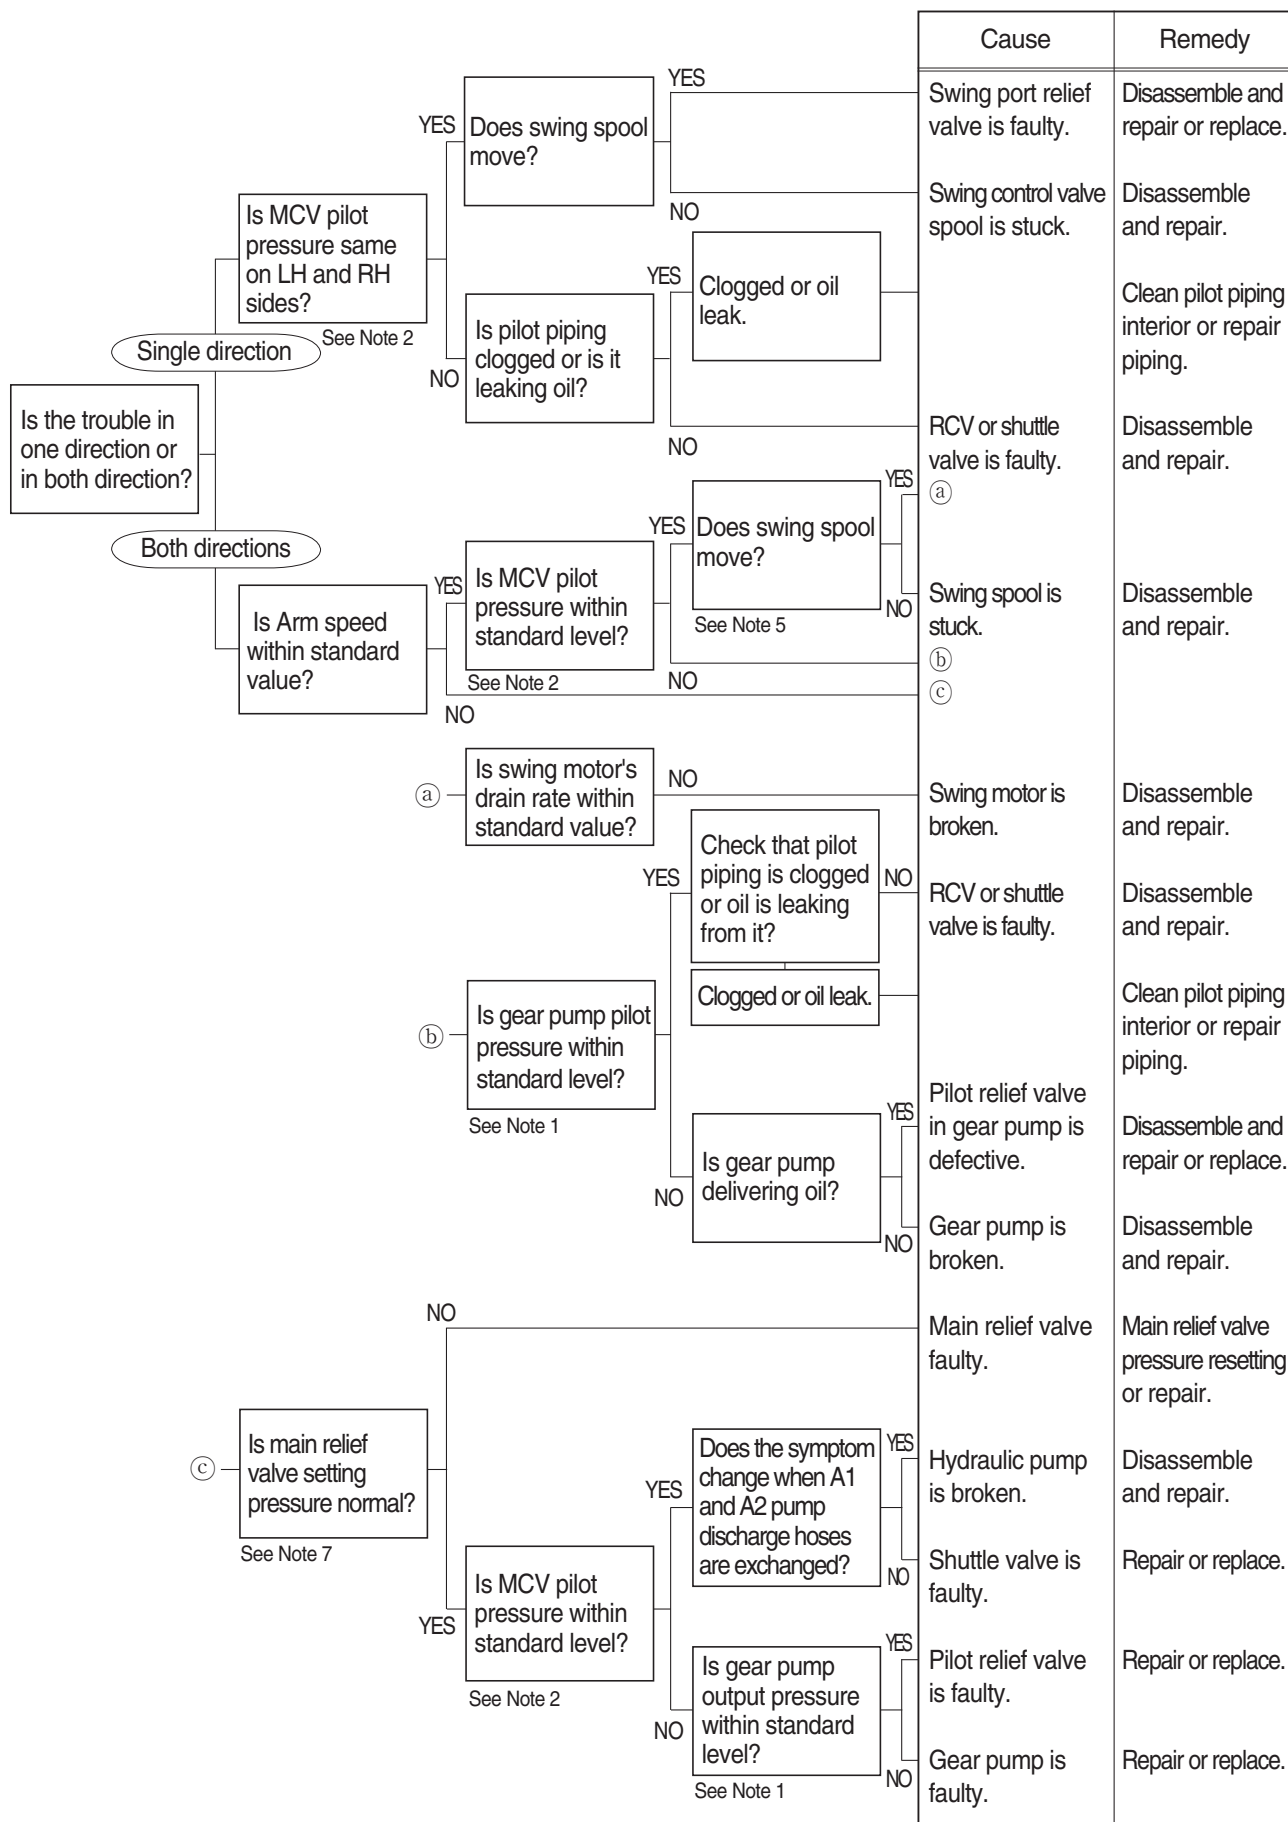 Cause
Remedy
YES
Swing port relief
valve is faulty.
Disassemble and
repair or replace.
YES
Does swing spool
move?
NO
Swing control valve
spool is stuck.
Disassemble
and repair.
Is MCV pilot
pressure same
on LH and RH
sides?
See Note 2
YES
Clogged or oil
leak.
Clean pilot piping
interior or repair
piping.
Is pilot piping
clogged or is it
leaking oil?
NO
NO
RCV or shuttle
valve is faulty.
Disassemble
and repair.
Single direction
Is the trouble in
one direction or
in both direction?
Both directions
YES
ⓐ
YES
Does swing spool
move?
See Note 5
NO
Swing spool is
stuck.
Disassemble
and repair.
YES
Is MCV pilot
pressure within
standard level?
See Note 2
NO
ⓑ
Is Arm speed
within standard
value?
NO
ⓒ
ⓐ
Is swing motor's
drain rate within
standard value?
NO
Swing motor is
broken.
Disassemble
and repair.
YES
Check that pilot
piping is clogged
or oil is leaking
from it?
NO
RCV or shuttle
valve is faulty.
Disassemble
and repair.
Clogged or oil leak.
Clean pilot piping
interior or repair
piping.
ⓑ
Is gear pump pilot
pressure within
standard level?
See Note 1
NO
Is gear pump
delivering oil?
YES
Pilot relief valve
in gear pump is
defective.
Disassemble and
repair or replace.
NO
Gear pump is
broken.
Disassemble
and repair.
NO
Main relief valve
faulty.
Main relief valve
pressure resetting
or repair.
ⓒ
Is main relief
valve setting
pressure normal?
See Note 7
YES
Does the symptom
change when A1
and A2 pump
discharge hoses
are exchanged?
YES
Hydraulic pump
is broken.
Disassemble
and repair.
NO
Shuttle valve is
faulty.
Repair or replace.
YES
Is MCV pilot
pressure within
standard level?
See Note 2
NO
Is gear pump
output pressure
within standard
level?
See Note 1
YES
Pilot relief valve
is faulty.
Repair or replace.
NO
Gear pump is
faulty.
Repair or replace.